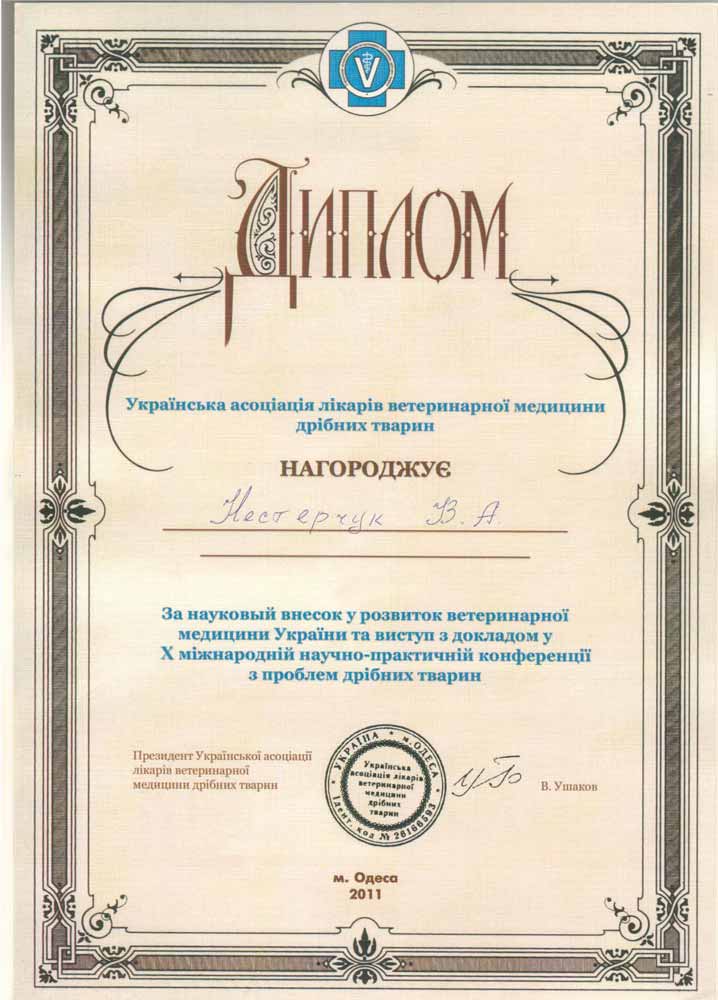 V
Диплом
Українська асоціація лікарів ветеринарної медицини
дрібних тварин
НАГОРОДЖУЄ
Нестерчук В. А.
За науковый внесок у розвиток ветеринарної
медицини України та виступ з докладом у
X міжнародній научно-практичній конференції
з проблем дрібних тварин
Президент Української асоціації
лікарів ветеринарної
медицини дрібних тварин
* УКРАЇНА * м.ОДЕСА *
Ідент. код № 26186593
Українська
асоціація лікарів
ветеринарної
медицини
дрібних
тварин
В. Ушаков
м. Одеса
2011